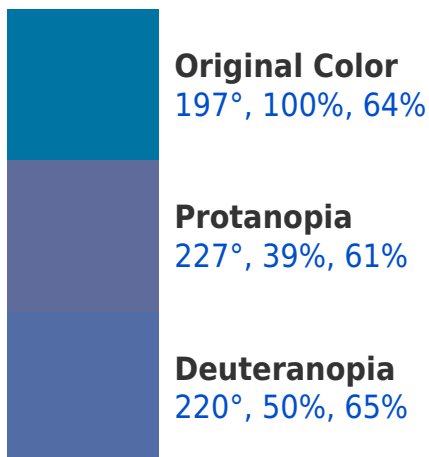 Original Color
197°, 100%, 64%
Protanopia
227°, 39%, 61%
Deuteranopia
220°, 50%, 65%